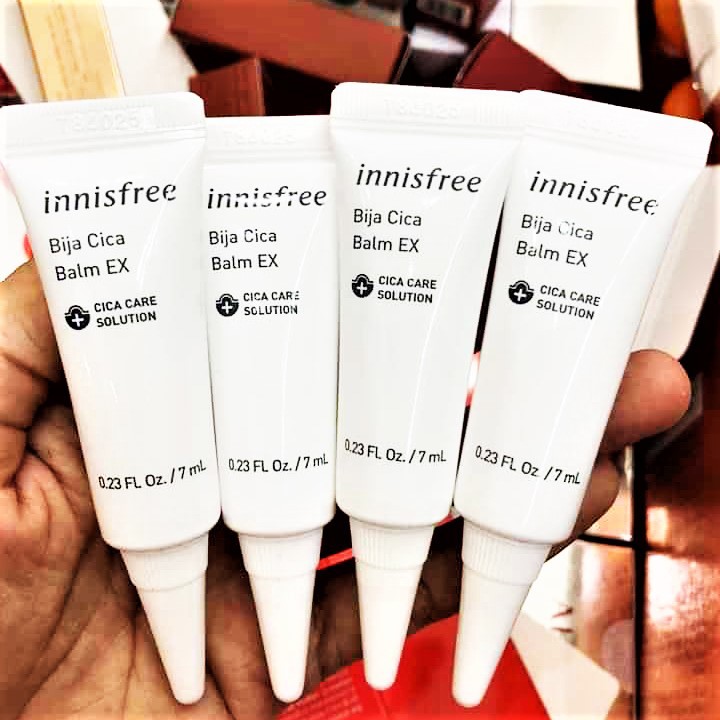 innisfree
Bija Cica
Balm EX
CICA CARE
SOLUTION
0.23 FL Oz. / 7 mL
innisfree
Bija Cica
Balm EX
CICA CARE
SOLUTION
0.23 FL Oz. / 7 mL
innisfree
Bija Cica
Balm EX
CICA CARE
SOLUTION
0.23 FL Oz. / 7 mL
innisfree
Bija Cica
Balm EX
CICA CARE
SOLUTION
0.23 FL Oz. / 7 mL